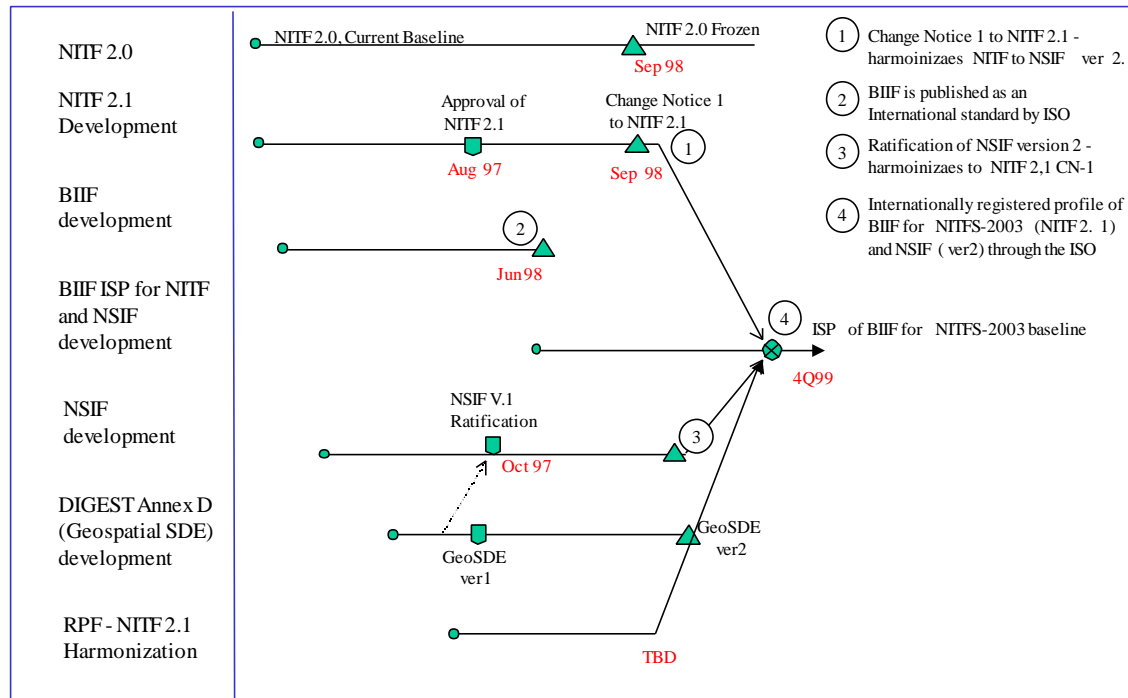 NITF 2.0
NITF 2.0, Current Baseline
NITF 2.0 Frozen
Sep 98
NITF 2.1
Development
Approval of
NITF 2.1
Change Notice 1
to NITF 2.1
1
Aug 97
Sep 98
BIIF
development
2
Jun 98
BIIF ISP for NITF
and NSIF
development
4
ISP of BIIF for NITFS-2003 baseline
4Q99
NSIF
development
NSIF V.1
Ratification
3
Oct 97
DIGEST Annex D
(Geospatial SDE)
development
GeoSDE
ver1
GeoSDE
ver2
RPF - NITF 2.1
Harmonization
TBD
1 Change Notice 1 to NITF 2.1 -
harmoinizaes NITF to NSIF ver 2.
2 BIIF is published as an
International standard by ISO
3 Ratification of NSIF version 2 -
harmoinizaes to NITF 2,1 CN-1
4 Internationally registered profile of
BIIF for NITFS-2003 (NITF 2. 1)
and NSIF ( ver2) through the ISO